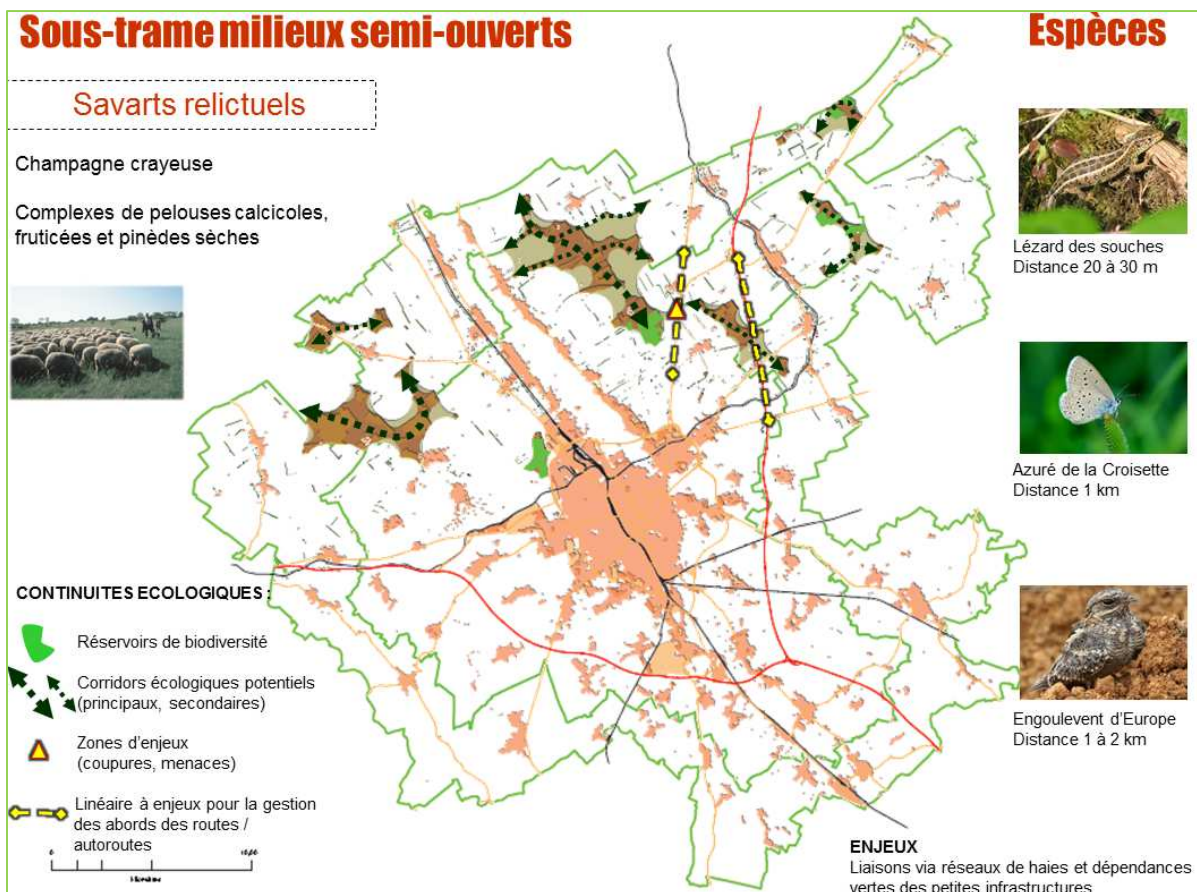 Sous-trame milieux semi-ouverts
Espèces
Savarts relictuels
Champagne crayeuse
Complexes de pelouses calcicoles,
fruticées et pinèdes sèches
Lézard des souches
Distance 20 à 30 m
Azuré de la Croisette
Distance 1 km
Engoulevent d'Europe
Distance 1 à 2 km
CONTINUITES ECOLOGIQUES :
Réservoirs de biodiversité
Corridors écologiques potentiels
(principaux, secondaires)
Zones d'enjeux
(coupures, menaces)
Linéaire à enjeux pour la gestion
des abords des routes /
autoroutes
ENJEUX
Liaisons via réseaux de haies et dépendances
vertes des petites infrastructures